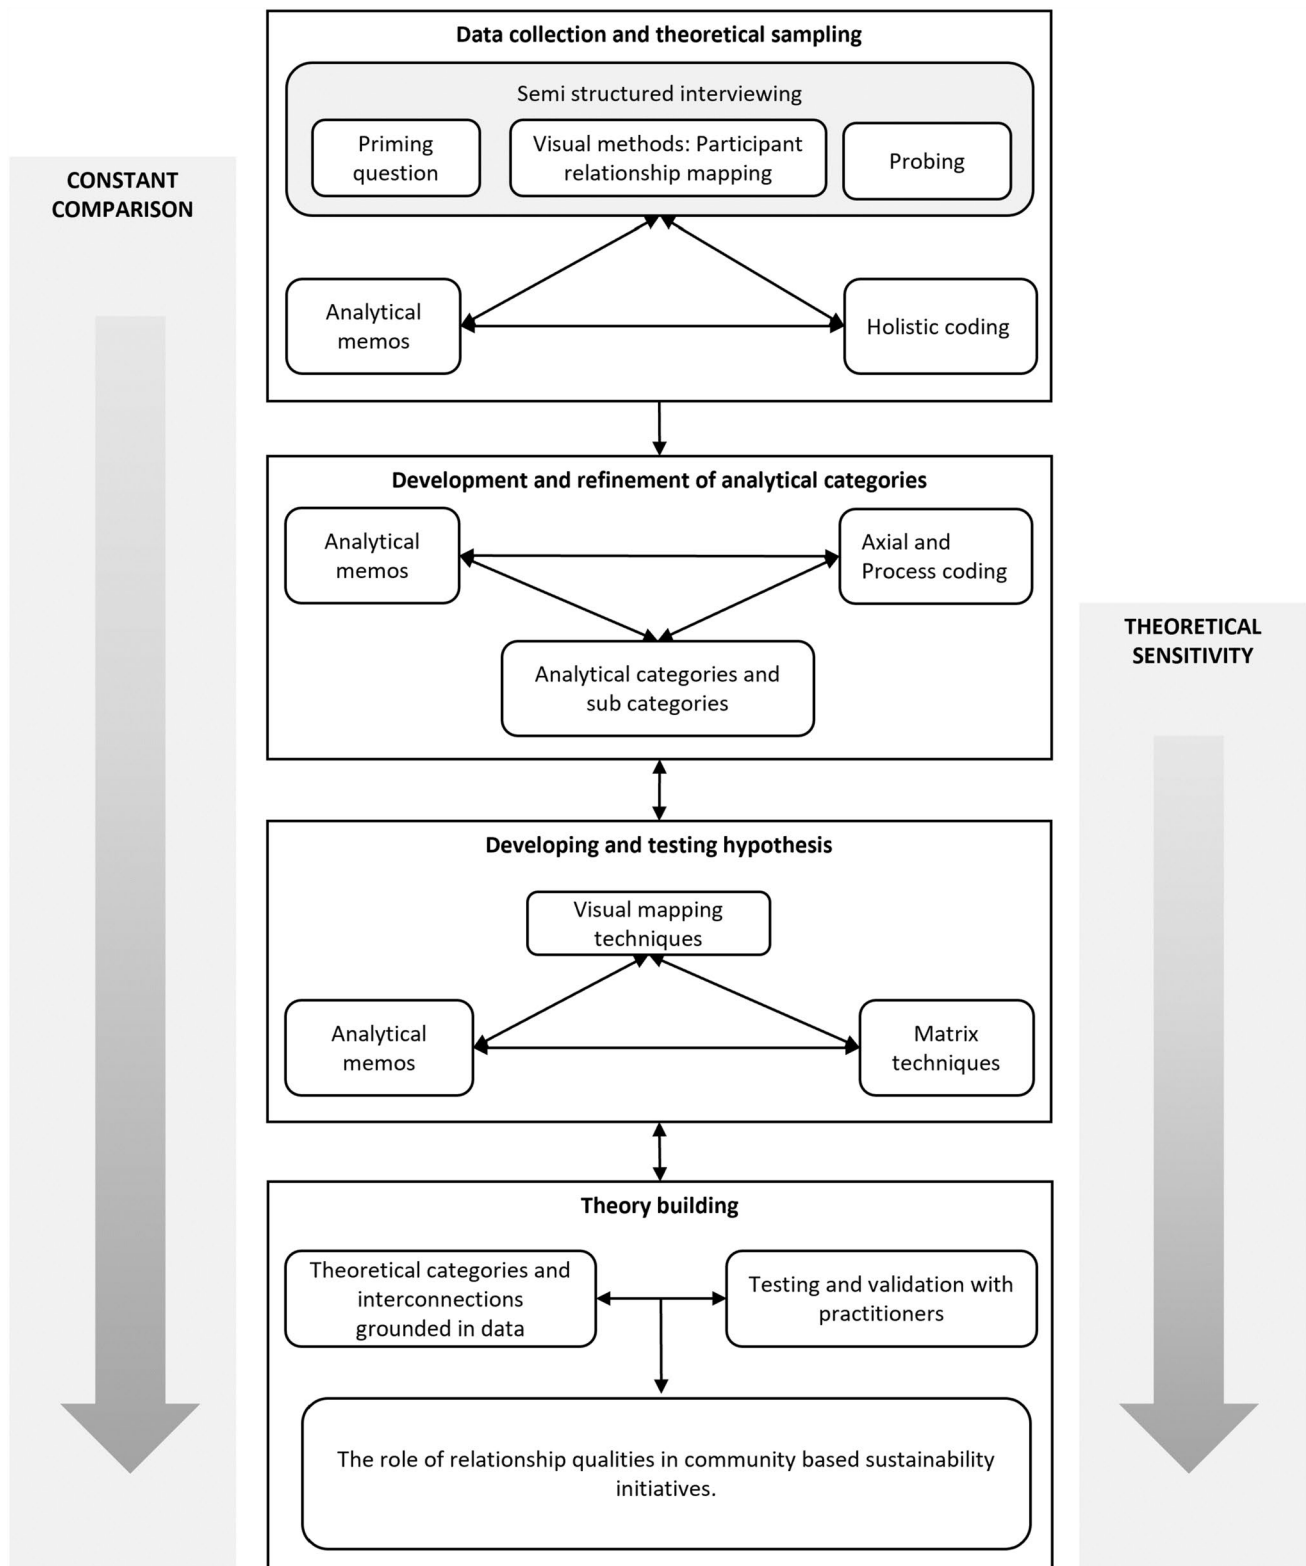 Data collection and theoretical sampling
Semi structured interviewing
Priming
question
Visual methods: Participant
relationship mapping
Probing
CONSTANT
COMPARISON
Analytical
memos
Holistic coding
Development and refinement of analytical categories
Analytical
memos
Axial and
Process coding
Analytical categories and
sub categories
THEORETICAL
SENSITIVITY
Developing and testing hypothesis
Visual mapping
techniques
Analytical
memos
Matrix
techniques
Theory building
Theoretical categories and
interconnections
grounded in data
Testing and validation with
practitioners
The role of relationship qualities in community based sustainability
initiatives.